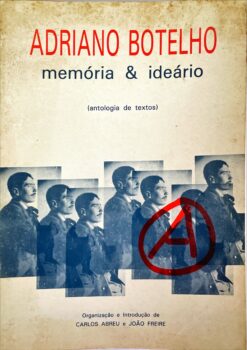 ADRIANO BOTELHO
memória & ideário
(antologia de textos)
A
Organização e Introdução de
CARLOS ABREU e JOÃO FREIRE